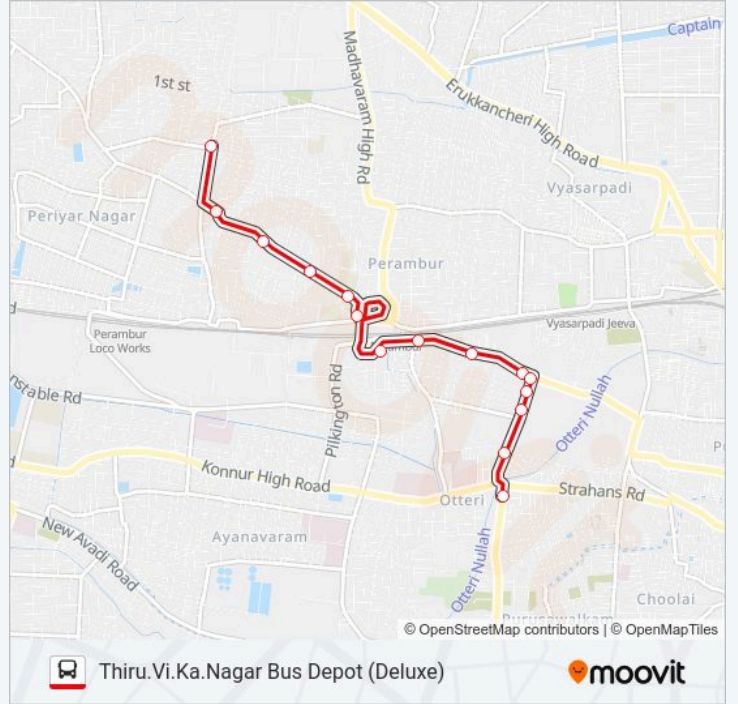 Captain
1st st
Madhavaram High Rd
Erukkancheri High Road
Vyasarpadi
Periyar Nagar
Perambur
Vyasarpadi Jeeva
Perambur
Loco Works
Pilkington Rd
Otteri Nullah
Konnur High Road
Strahans Rd
Otteri
New Avadi Road
Ayanavaram
Otteri Nullah
Choolai
Purusawalkam
© OpenStreetMap contributors | © OpenMapTiles
Thiru.Vi.Ka.Nagar Bus Depot (Deluxe)
moovit